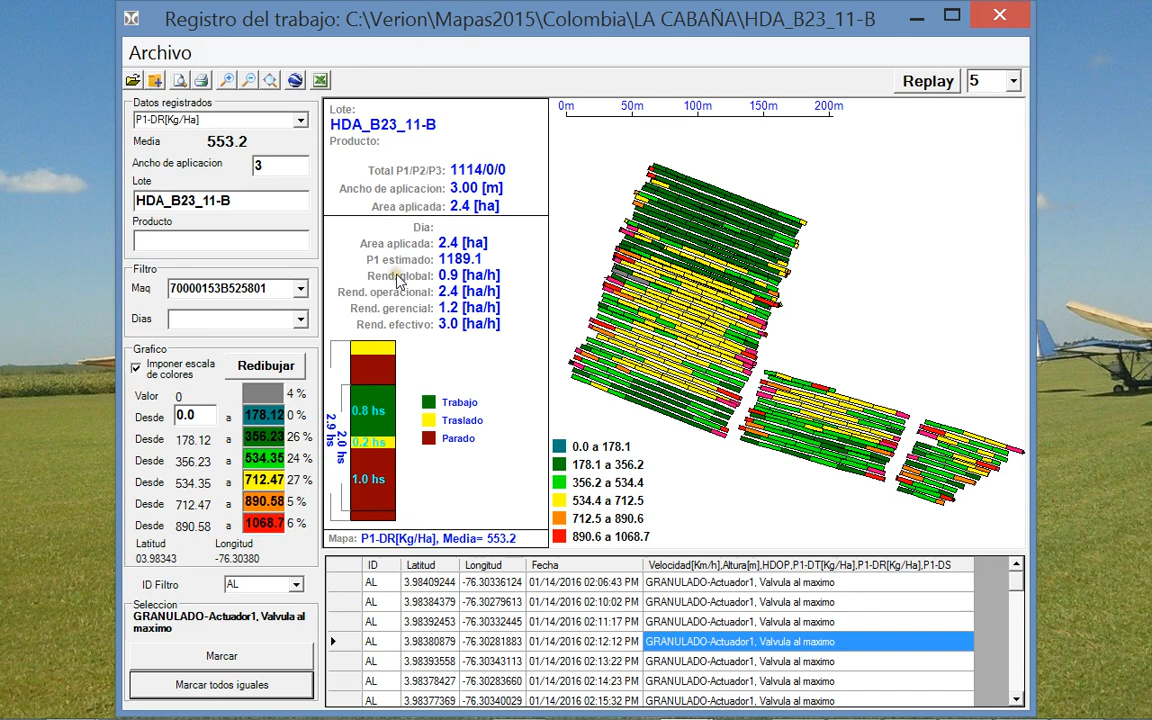 Registro del trabajo: C:\Verion\Mapas2015\Colombia\LA CABAÑA\HDA_B23_11-B
Archivo
Replay 5
Datos registrados
P1-DR[Kg/Ha]
Media 553.2
Ancho de aplicacion 3
Lote
HDA_B23_11-B
Producto
Filtro
Maq 70000153B525801
Dias
Grafico
Imponer escala de colores
Redibujar
Valor 0 4 %
Desde 0.0 a 178.12 0 %
Desde 178.12 a 356.23 26 %
Desde 356.23 a 534.35 24 %
Desde 534.35 a 712.47 27 %
Desde 712.47 a 890.58 5 %
Desde 890.58 a 1068.7 6 %
Latitud Longitud
03.98343 -76.30380
ID Filtro AL
Seleccion
GRANULADO-Actuador1, Valvula al
maximo
Marcar
Marcar todos iguales
Lote:
HDA_B23_11-B
Producto:
Total P1/P2/P3: 1114/0/0
Ancho de aplicacion: 3.00 [m]
Area aplicada: 2.4 [ha]
Dia:
Area aplicada: 2.4 [ha]
P1 estimado: 1189.1
Rend. global: 0.9 [ha/h]
Rend. operacional: 2.4 [ha/h]
Rend. gerencial: 1.2 [ha/h]
Rend. efectivo: 3.0 [ha/h]
2.9 hs
2.0 hs
0.8 hs
0.2 hs
1.0 hs
Trabajo
Traslado
Parado
Mapa: P1-DR[Kg/Ha], Media= 553.2
0m 50m 100m 150m 200m
0.0 a 178.1
178.1 a 356.2
356.2 a 534.4
534.4 a 712.5
712.5 a 890.6
890.6 a 1068.7
ID Latitud Longitud Fecha Velocidad[Km/h],Altura[m],HDOP,P1-DT[Kg/Ha],P1-DR[Kg/Ha],P1-DS
AL 3.98409244 -76.30336124 01/14/2016 02:06:43 PM GRANULADO-Actuador1, Valvula al maximo
AL 3.98384379 -76.30279613 01/14/2016 02:10:02 PM GRANULADO-Actuador1, Valvula al maximo
AL 3.98392453 -76.30332445 01/14/2016 02:11:17 PM GRANULADO-Actuador1, Valvula al maximo
AL 3.98380879 -76.30281883 01/14/2016 02:12:12 PM GRANULADO-Actuador1, Valvula al maximo
AL 3.98393558 -76.30343113 01/14/2016 02:13:22 PM GRANULADO-Actuador1, Valvula al maximo
AL 3.98378427 -76.30283660 01/14/2016 02:14:23 PM GRANULADO-Actuador1, Valvula al maximo
AL 3.98377369 -76.30340029 01/14/2016 02:15:32 PM GRANULADO-Actuador1, Valvula al maximo